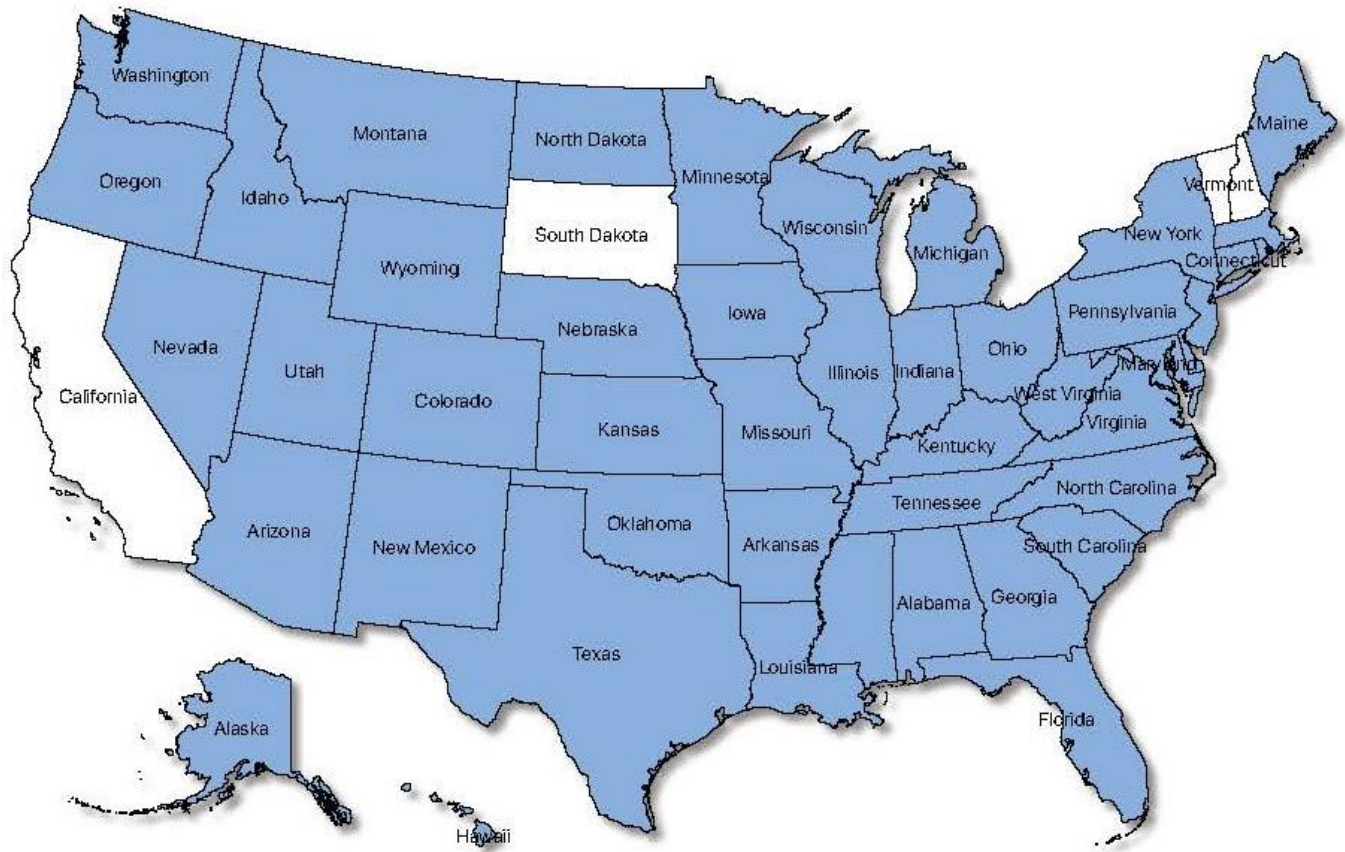 Washington
Montana
North Dakota
Minnesota
Maine
Oregon
Idaho
Vermont
Wisconsin
South Dakota
New York
Michigan
Wyoming
Connecticut
Iowa
Pennsylvania
Nebraska
Nevada
Ohio
Utah
Illinois
Indiana
Maryland
California
Colorado
West Virginia
Kansas
Missouri
Virginia
Kentucky
North Carolina
Tennessee
Oklahoma
Arizona
New Mexico
Arkansas
South Carolina
Alabama
Georgia
Texas
Louisiana
Florida
Alaska
Hawaii